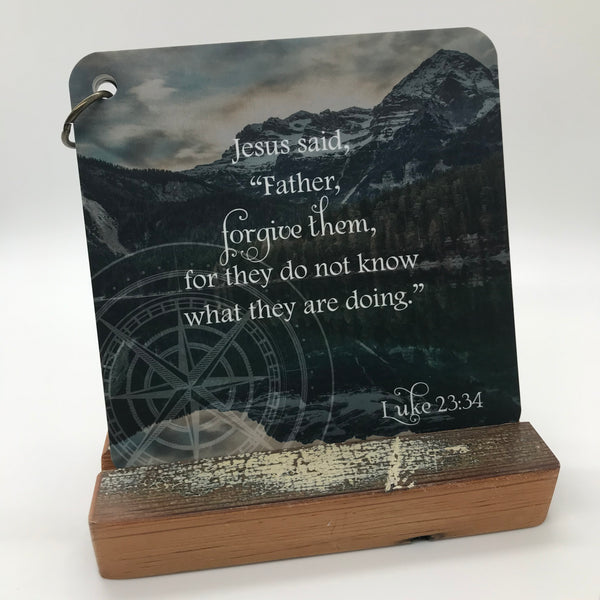 Jesus said,
“Father,
forgive them,
for they do not know
what they are doing.”
Luke 23:34